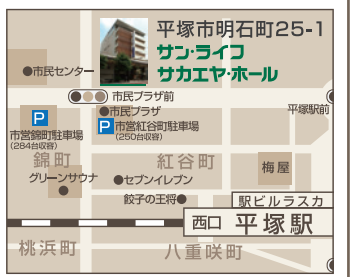 平塚市明石町25-1
サン・ライフ
サカエヤ・ホール
●市民センター
市民プラザ前
●市民プラザ
平塚駅前
P
市営錦町駐車場
(284台収容)
P
市営紅谷町駐車場
(250台収容)
錦町
紅谷町
梅屋
グリーンサウナ
●セブンイレブン
餃子の王将●
駅ビルラスカ
西口 平塚駅
桃浜町
八重咲町